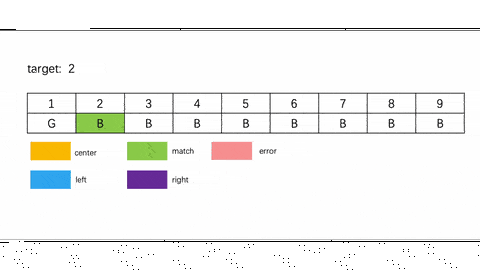 target: 2
1 2 3 4 5 6 7 8 9
G B B B B B B B B
center match error
left right